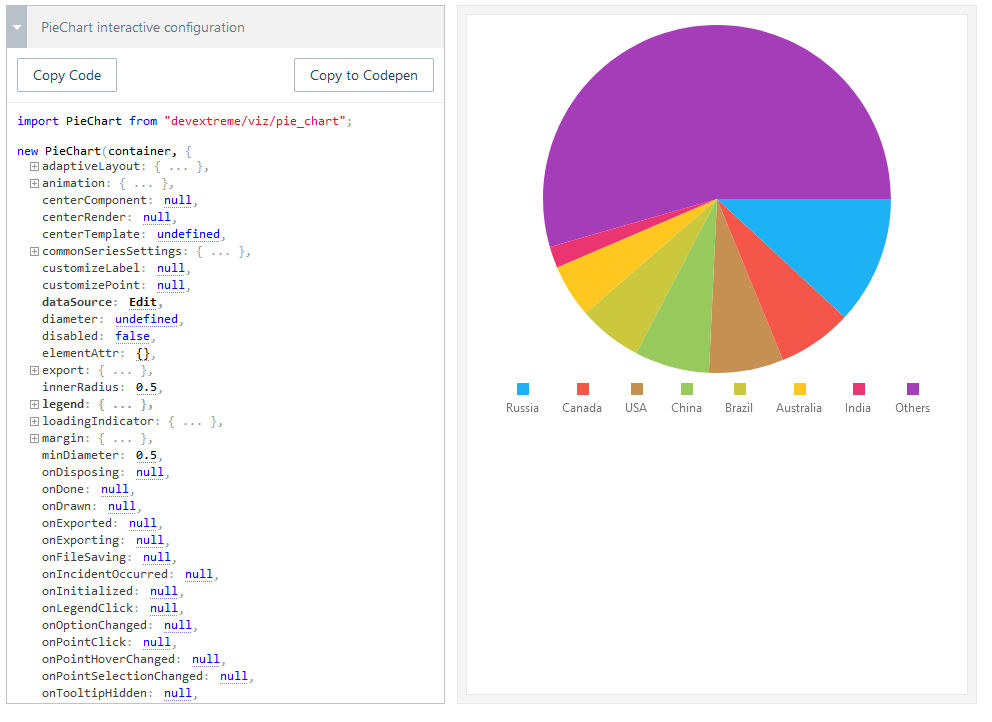 PieChart interactive configuration
Copy Code
Copy to Codepen
import PieChart from "devextreme/viz/pie_chart";
new PieChart(container, {
adaptiveLayout: { ... },
animation: { ... },
centerComponent: null,
centerRender: null,
centerTemplate: undefined,
commonSeriesSettings: { ... },
customizeLabel: null,
customizePoint: null,
dataSource: Edit,
diameter: undefined,
disabled: false,
elementAttr: {},
export: { ... },
innerRadius: 0.5,
legend: { ... },
loadingIndicator: { ... },
margin: { ... },
minDiameter: 0.5,
onDisposing: null,
onDone: null,
onDrawn: null,
onExported: null,
onExporting: null,
onFileSaving: null,
onIncidentOccurred: null,
onInitialized: null,
onLegendClick: null,
onOptionChanged: null,
onPointClick: null,
onPointHoverChanged: null,
onPointSelectionChanged: null,
onTooltipHidden: null,
Russia Canada USA China Brazil Australia India Others